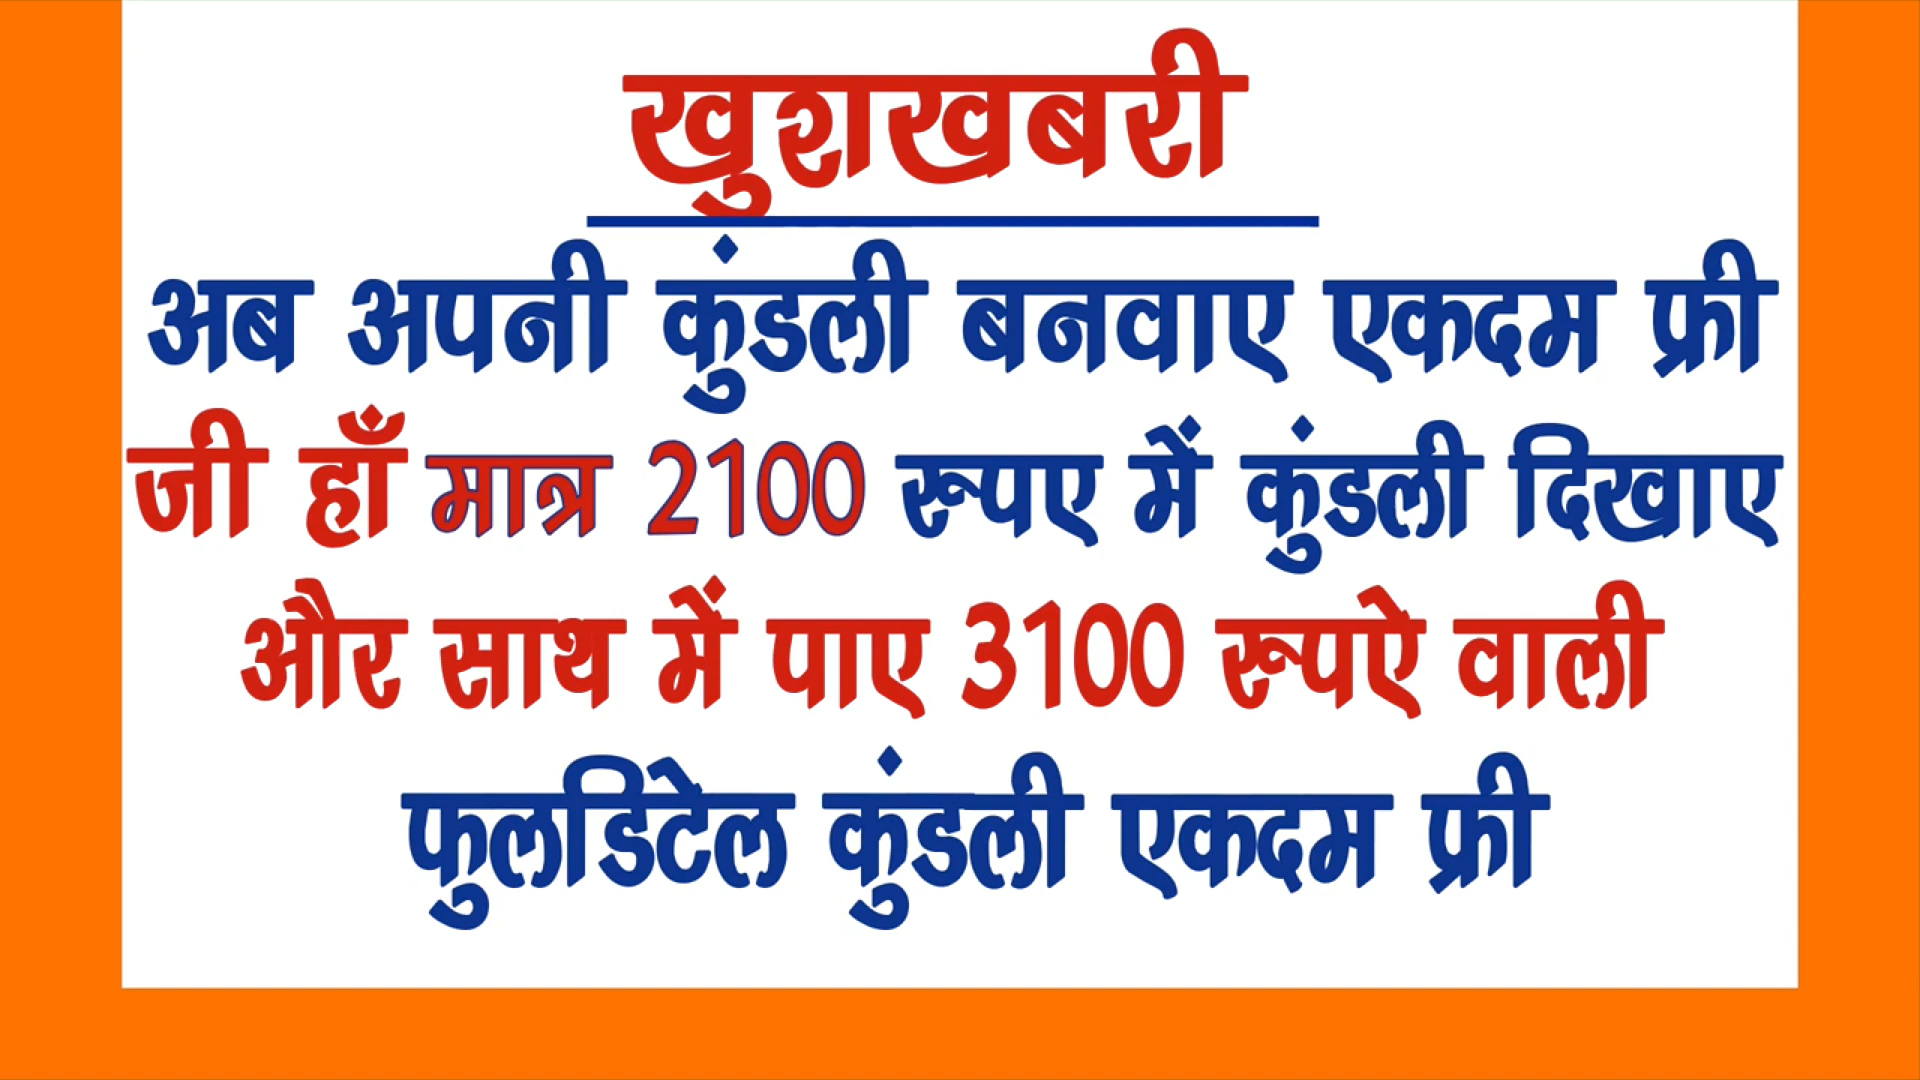 खुशखबरी
अब अपनी कुंडली बनवाए एकदम फ्री
जी हाँ मात्र 2100 रूपए में कुंडली दिखाए
और साथ में पाए 3100 रूपऐ वाली
फुलडिटेल कुंडली एकदम फ्री